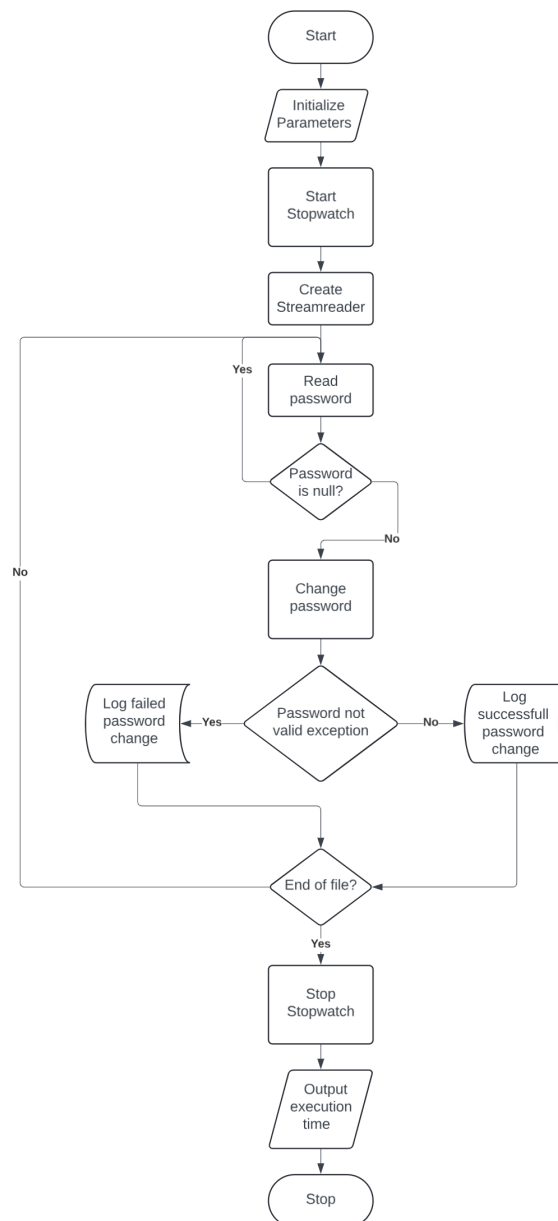 Start
Initialize
Parameters
Start
Stopwatch
Create
Streamreader
Yes
Read
password
Password
is null?
No
No
Change
password
Log failed
password
change
Yes
Password not
valid exception
No
Log
successfull
password
change
End of file?
Yes
Stop
Stopwatch
Output
execution
time
Stop